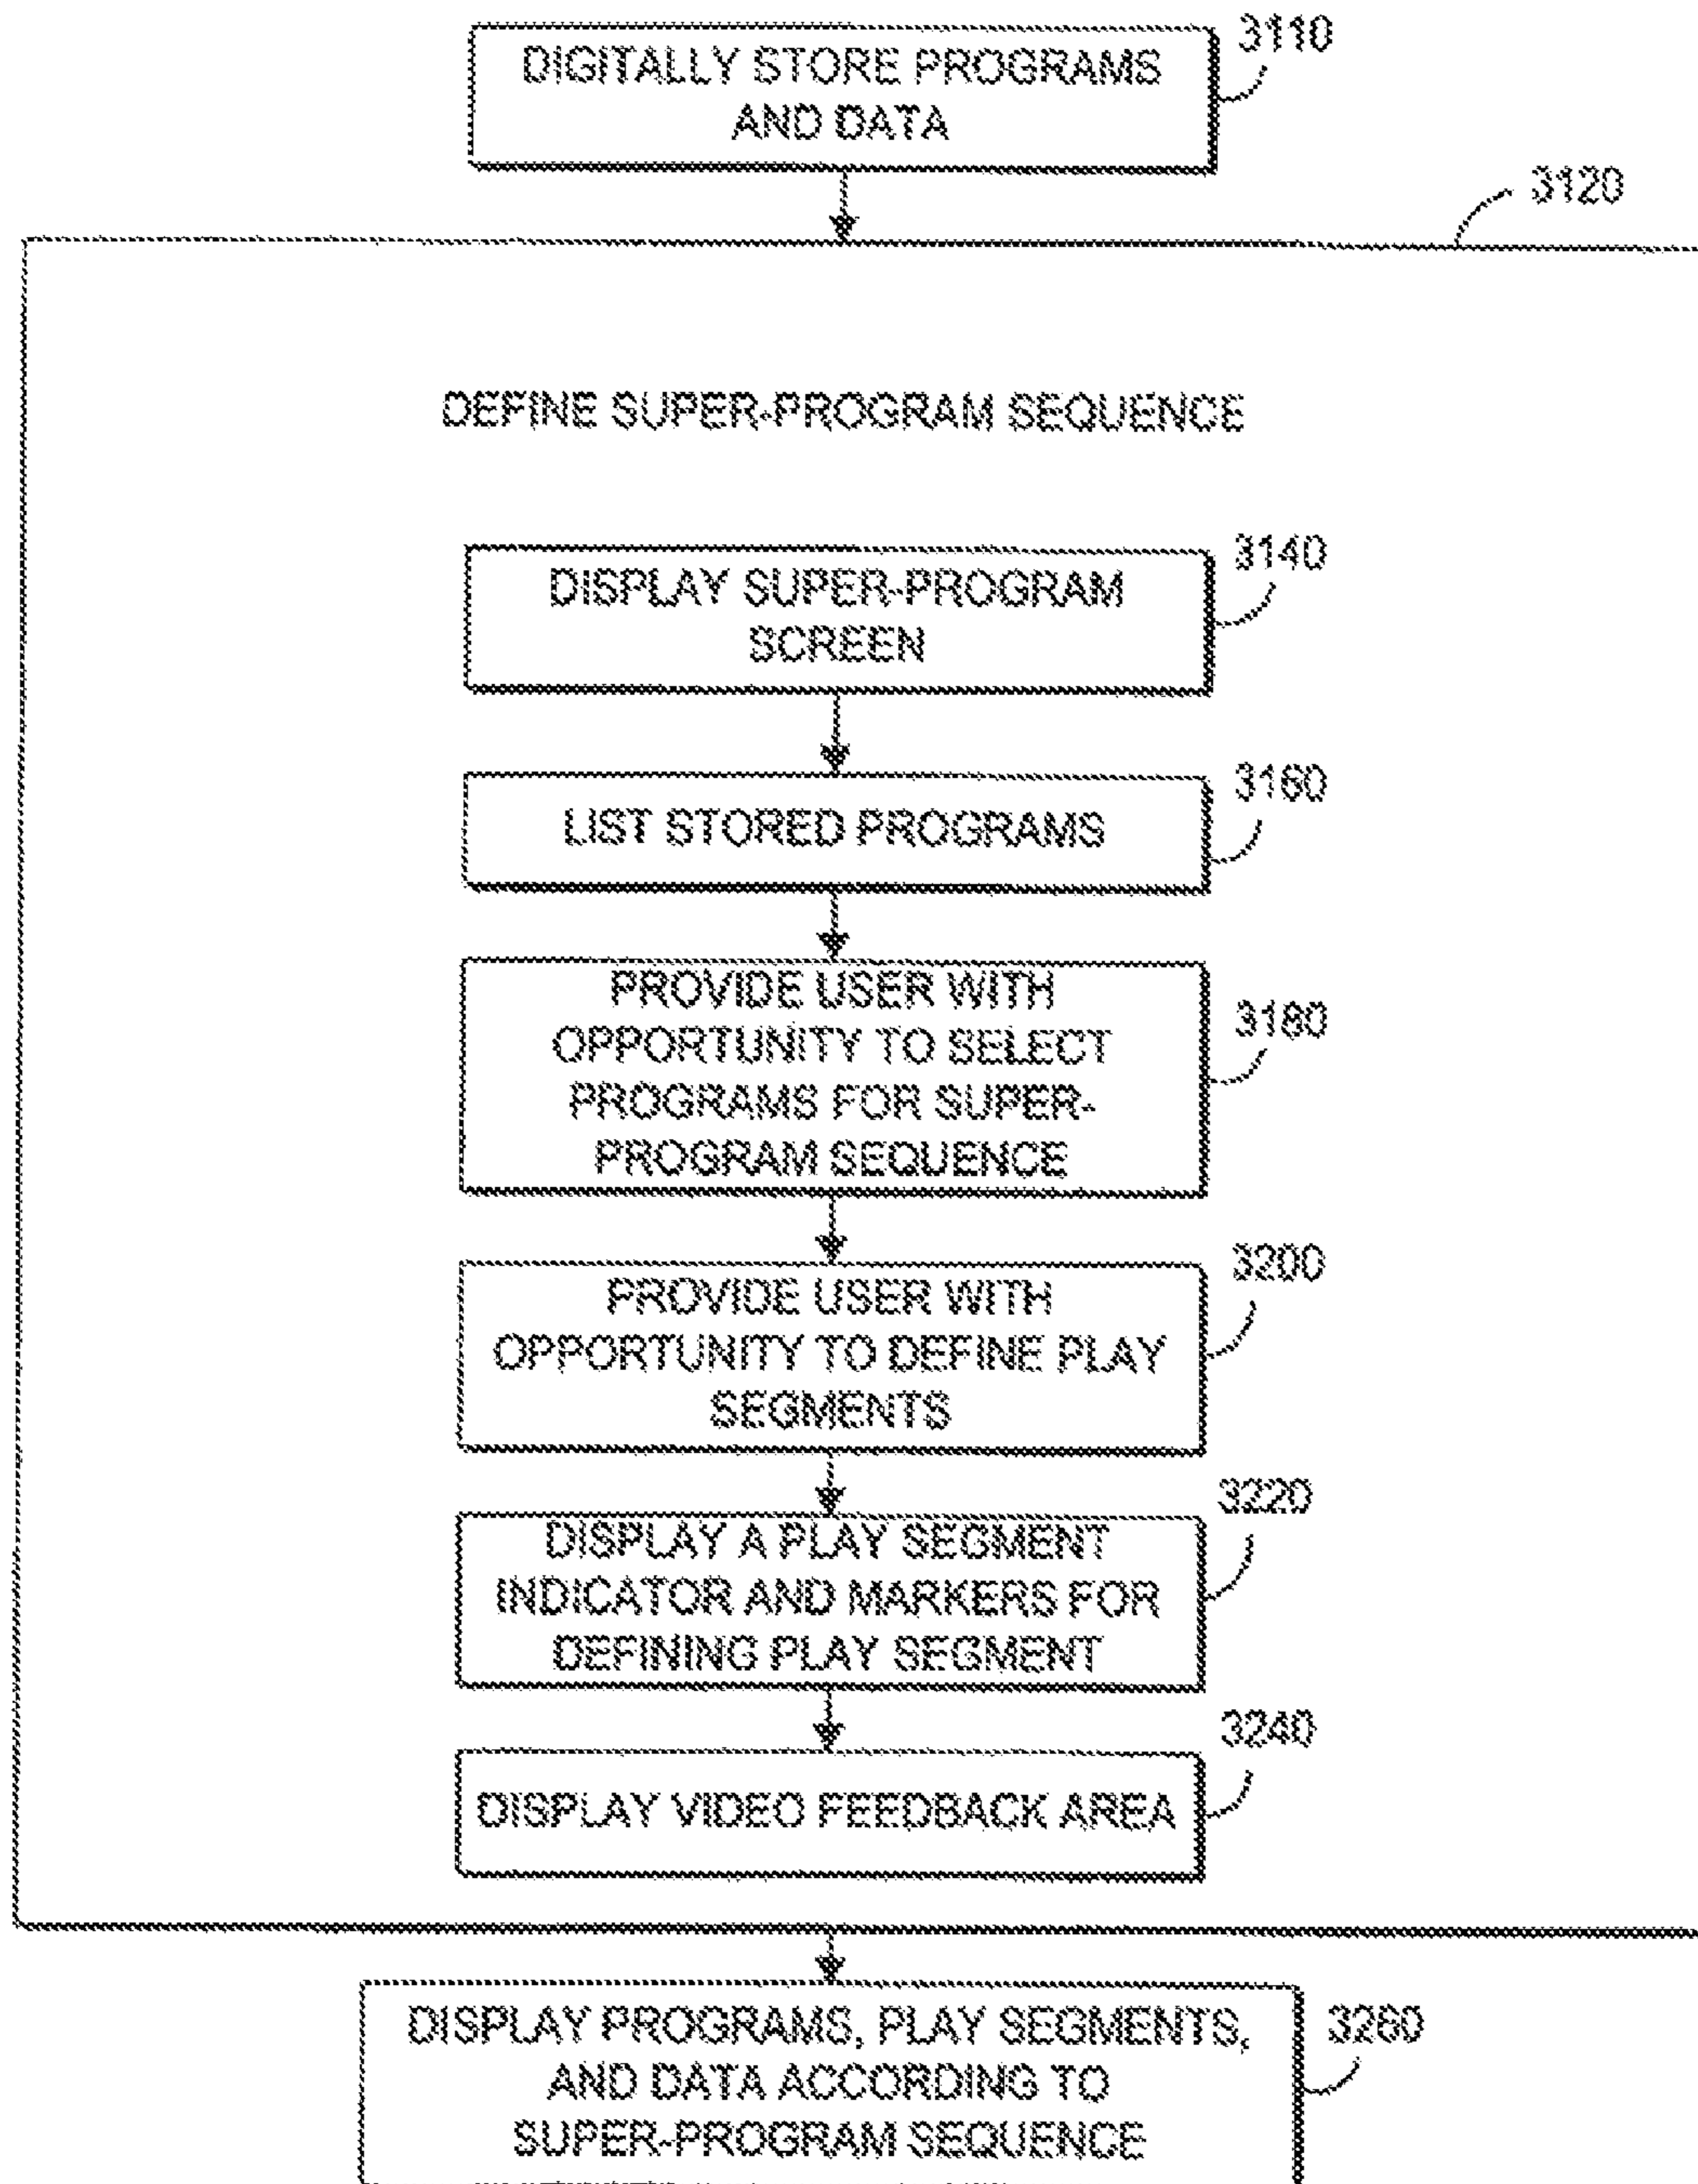 DIGITALLY STORE PROGRAMS
AND DATA
3110
3120
DEFINE SUPER-PROGRAM SEQUENCE
DISPLAY SUPER-PROGRAM
SCREEN
3140
LIST STORED PROGRAMS
3160
PROVIDE USER WITH
OPPORTUNITY TO SELECT
PROGRAMS FOR SUPER-
PROGRAM SEQUENCE
3180
PROVIDE USER WITH
OPPORTUNITY TO DEFINE PLAY
SEGMENTS
3200
DISPLAY A PLAY SEGMENT
INDICATOR AND MARKERS FOR
DEFINING PLAY SEGMENT
3220
DISPLAY VIDEO FEEDBACK AREA
3240
DISPLAY PROGRAMS, PLAY SEGMENTS,
AND DATA ACCORDING TO
SUPER-PROGRAM SEQUENCE
3260